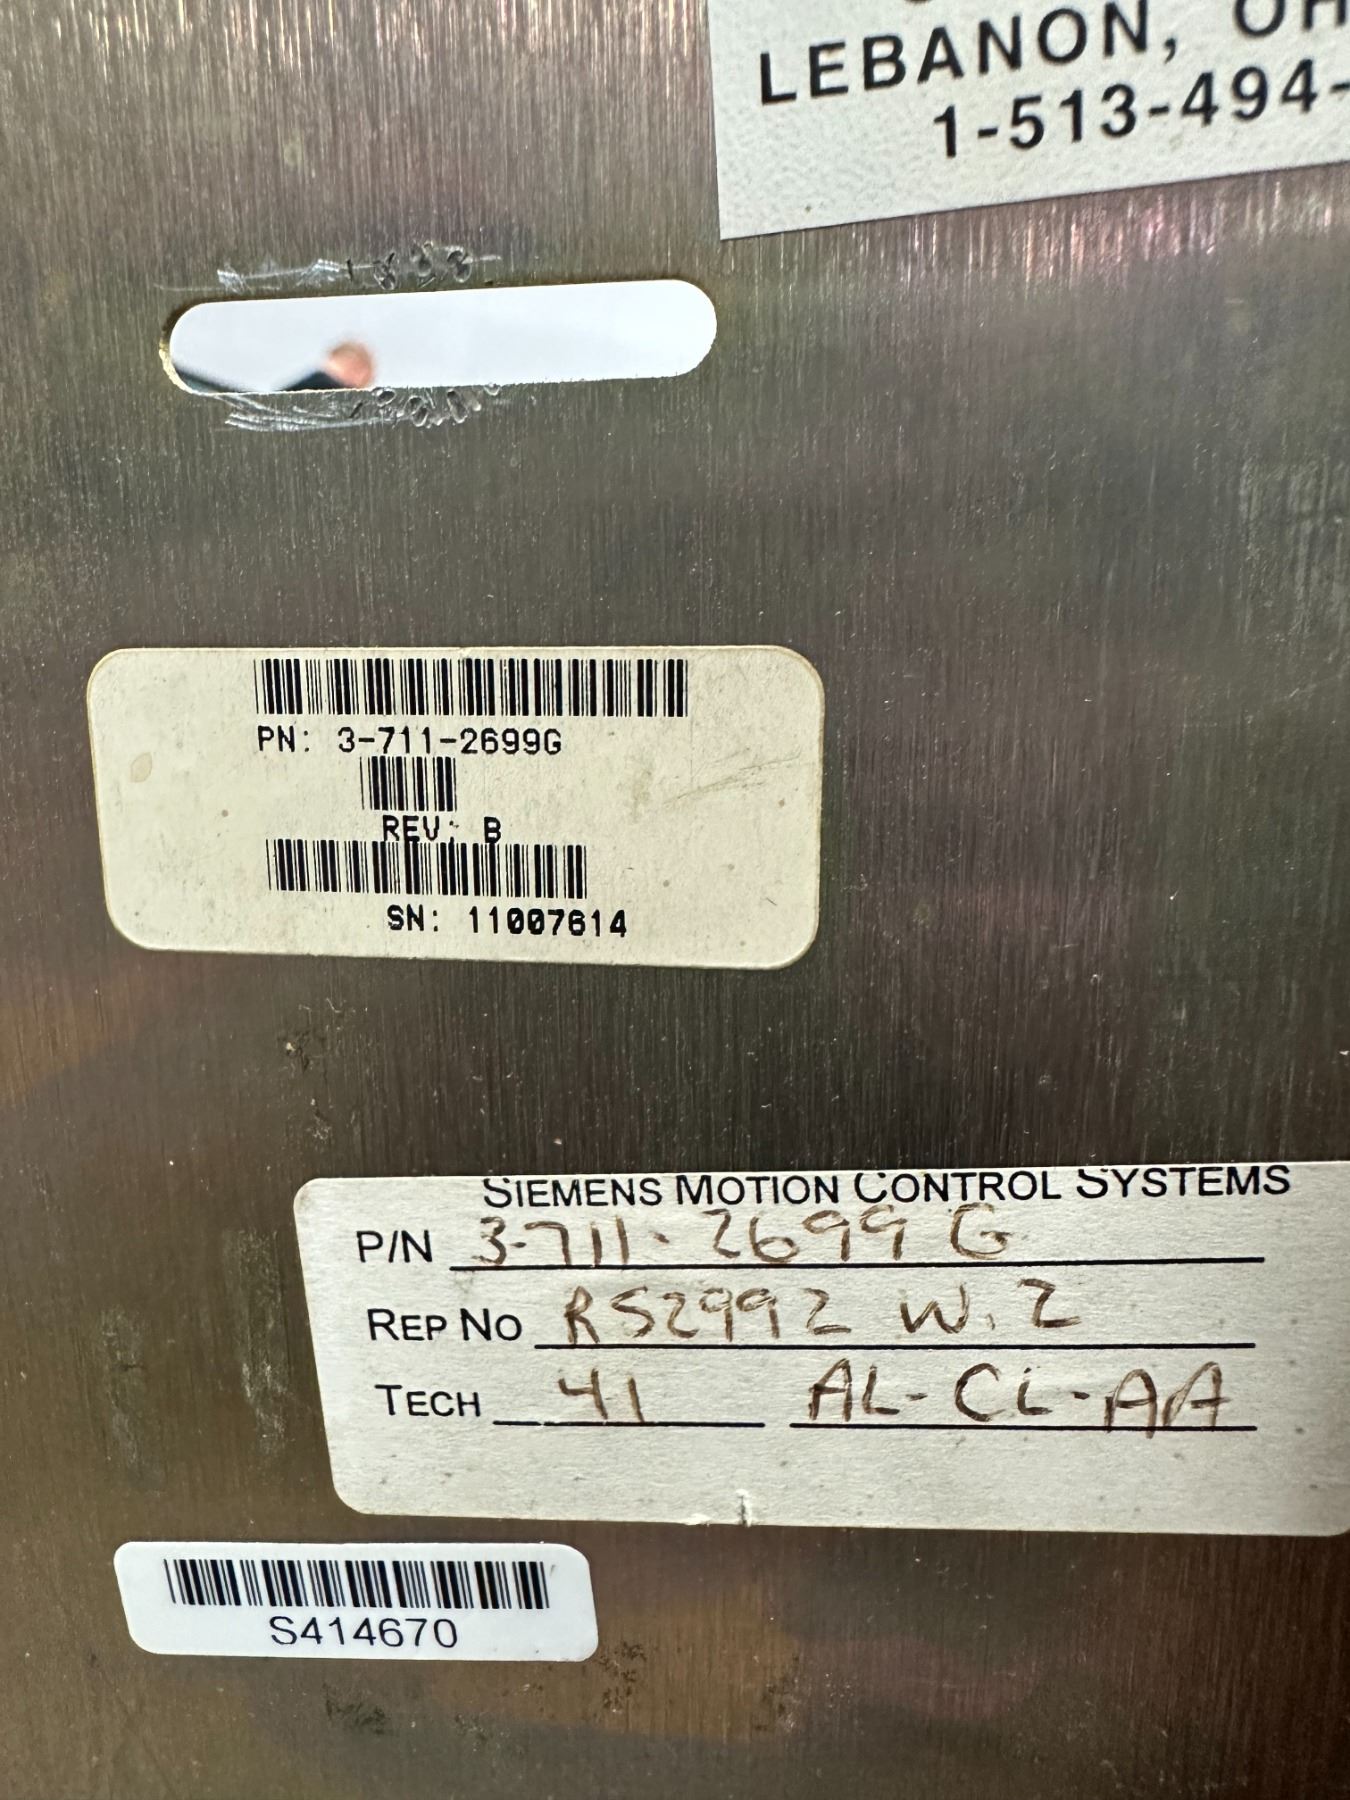 LEBANON, OH
1-513-494-
PN: 3-711-2699G
REV: B
SN: 11007614
SIEMENS MOTION CONTROL SYSTEMS
P/N 3-711-2699 G
REP NO RS2992 W.2
TECH 41 AL-CL-AA
S414670